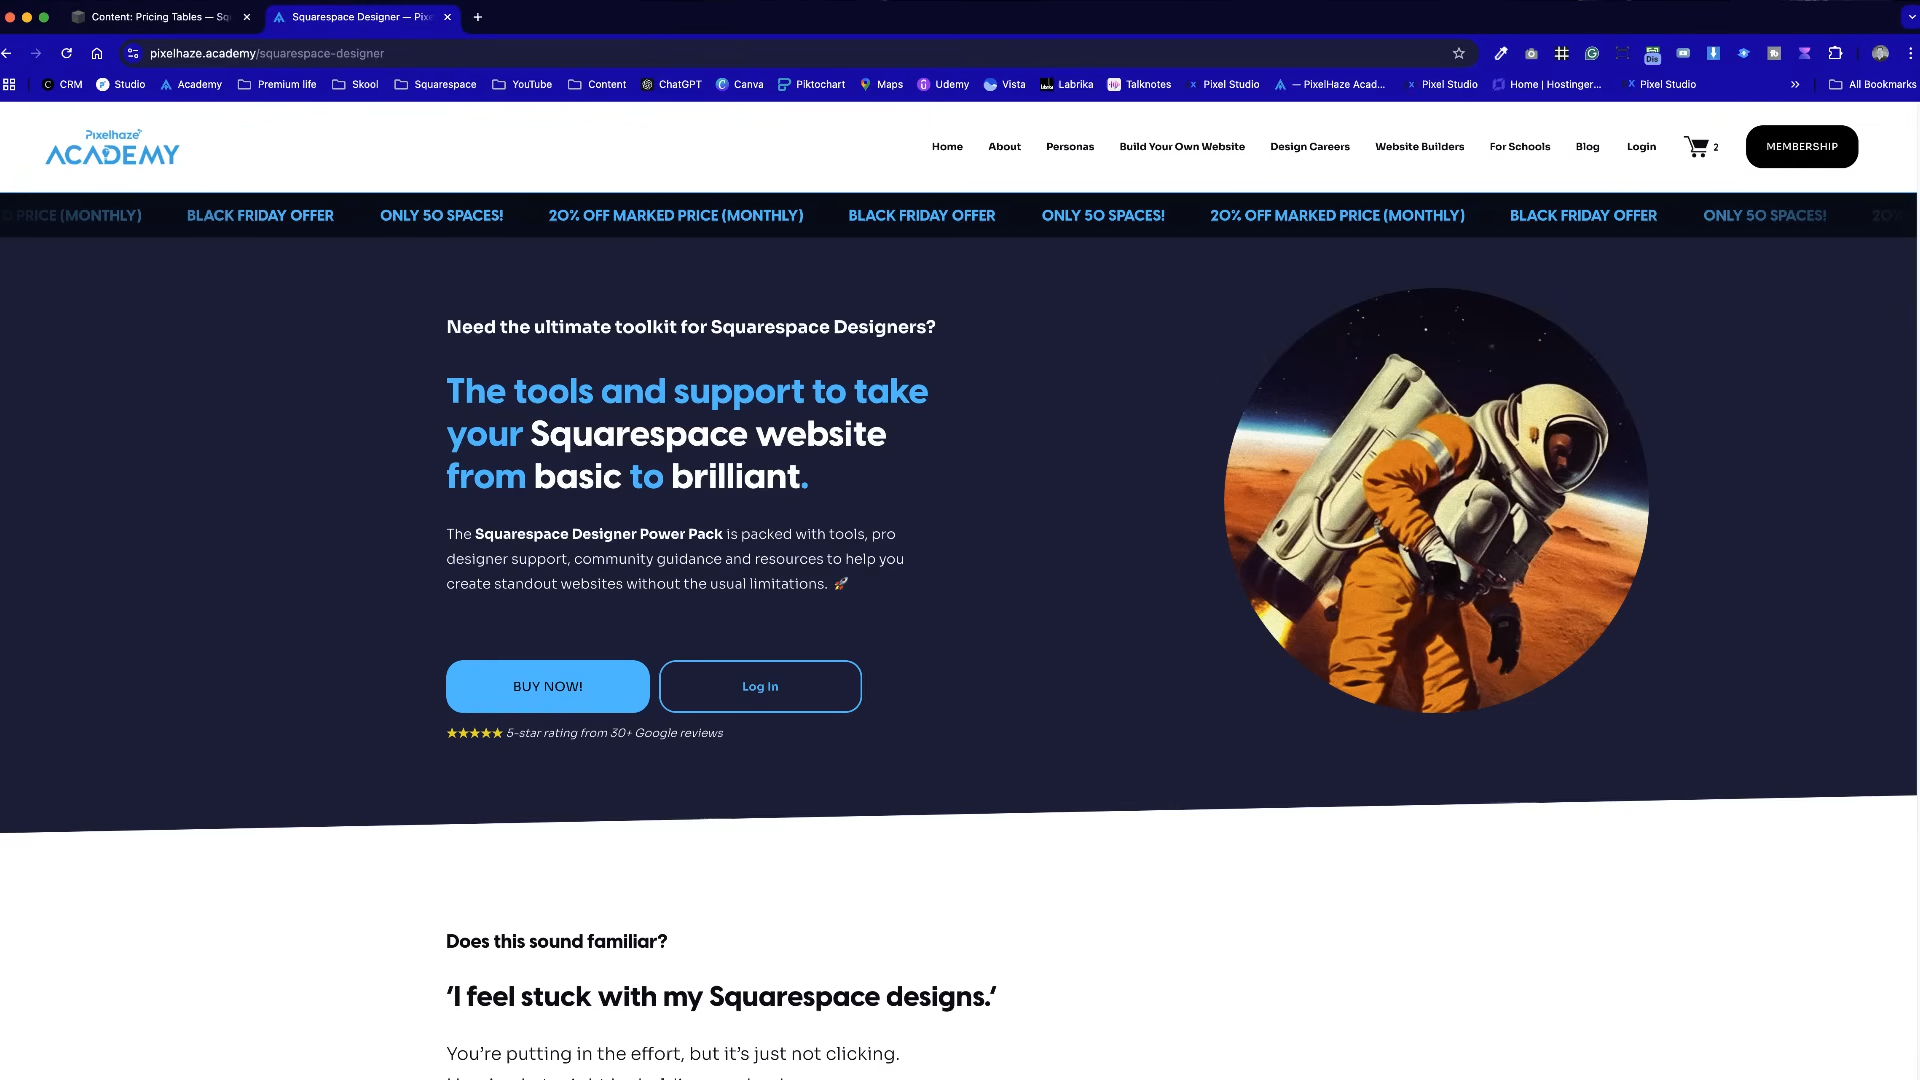 Content: Pricing Tables — Sq
Squarespace Designer — Pix
pixelhaze.academy/squarespace-designer
CRM
Studio
Academy
Premium life
Skool
Squarespace
YouTube
Content
ChatGPT
Canva
Piktochart
Maps
Udemy
Vista
Labrika
Talknotes
Pixel Studio
— PixelHaze Acad...
Pixel Studio
Home | Hostinger...
Pixel Studio
All Bookmarks
Pixelhaze
ACADEMY
Home
About
Personas
Build Your Own Website
Design Careers
Website Builders
For Schools
Blog
Login
2
MEMBERSHIP
D PRICE (MONTHLY) BLACK FRIDAY OFFER ONLY 50 SPACES! 20% OFF MARKED PRICE (MONTHLY) BLACK FRIDAY OFFER ONLY 50 SPACES! 20% OFF MARKED PRICE (MONTHLY) BLACK FRIDAY OFFER ONLY 50 SPACES! 20%
Need the ultimate toolkit for Squarespace Designers?
The tools and support to take
your Squarespace website
from basic to brilliant.
The Squarespace Designer Power Pack is packed with tools, pro
designer support, community guidance and resources to help you
create standout websites without the usual limitations. 🚀
BUY NOW!
Log In
★★★★★ 5-star rating from 30+ Google reviews
Does this sound familiar?
‘I feel stuck with my Squarespace designs.’
You’re putting in the effort, but it’s just not clicking.